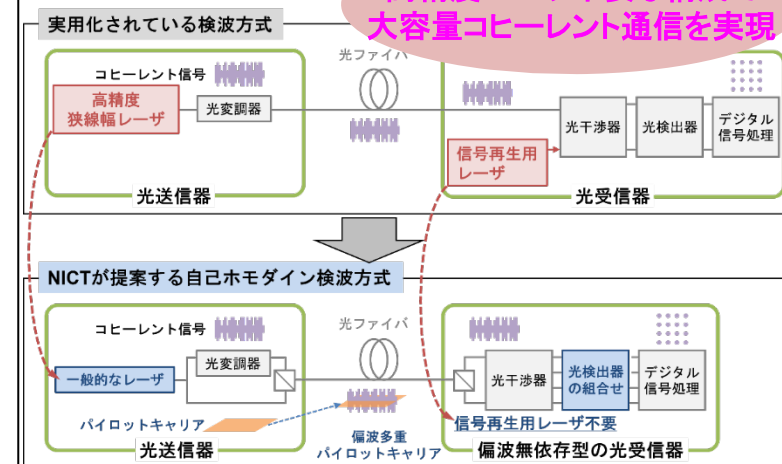 大容量コヒーレント通信を実現
実用化されている検波方式
コヒーレント信号
高精度
狭線幅レーザ
光変調器
光送信器
光ファイバ
信号再生用
レーザ
光干渉器
光検出器
デジタル
信号処理
光受信器
NICTが提案する自己ホモダイン検波方式
コヒーレント信号
一般的なレーザ
光変調器
パイロットキャリア
光送信器
光ファイバ
偏波多重
パイロットキャリア
光干渉器
光検出器
の組合せ
デジタル
信号処理
信号再生用レーザ不要
偏波無依存型の光受信器